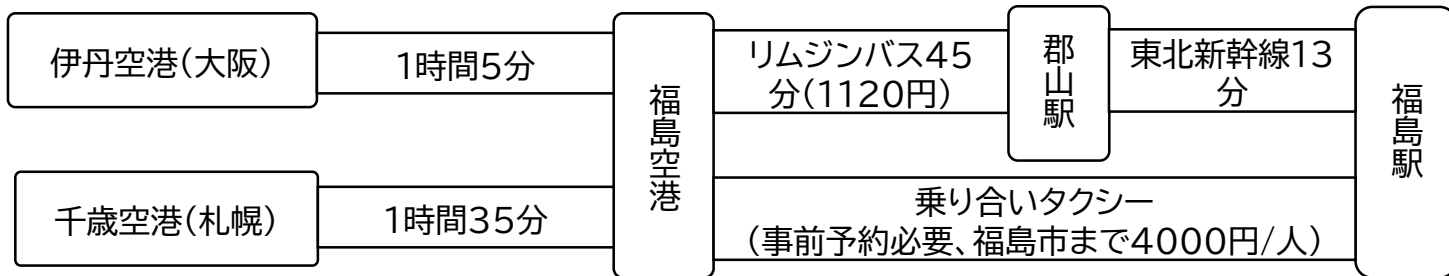 伊丹空港(大阪)
1時間5分
千歳空港(札幌)
1時間35分
福島空港
リムジンバス45
分(1120円)
郡山駅
東北新幹線13
分
乗り合いタクシー
(事前予約必要、福島市まで4000円/人)
福島駅